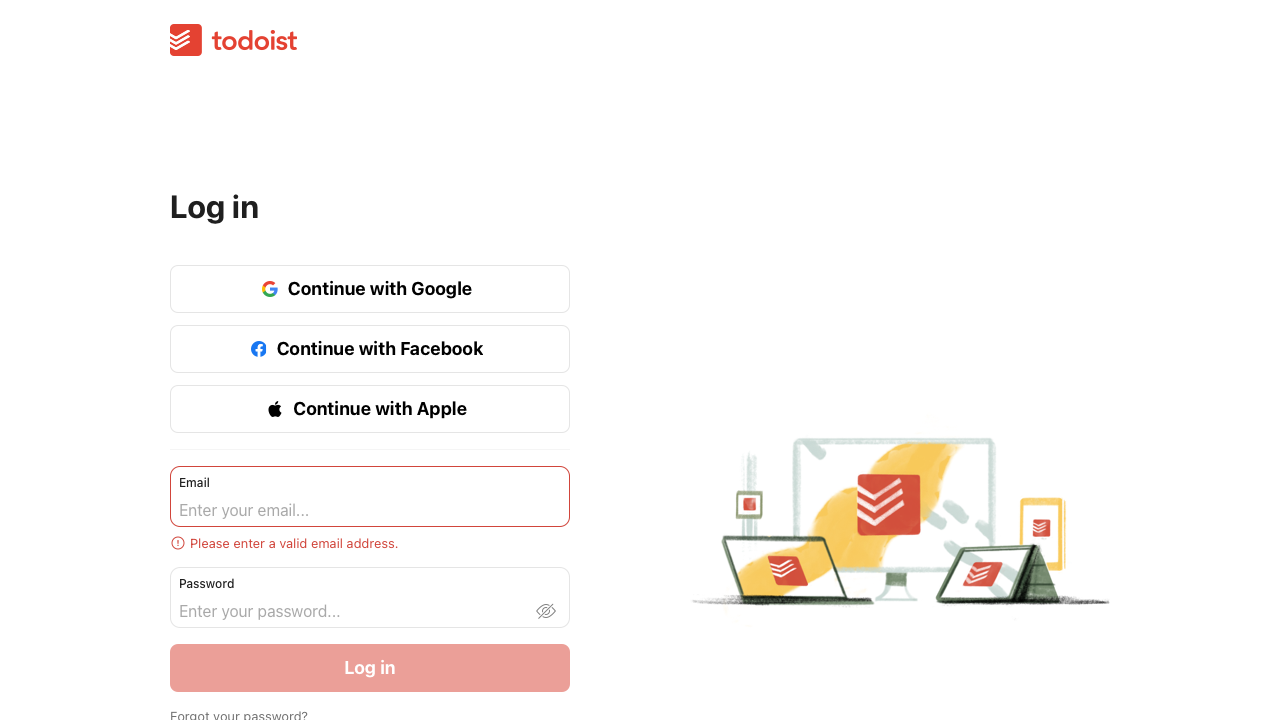 todoist
Log in
Continue with Google
Continue with Facebook
Continue with Apple
Email
Enter your email...
Please enter a valid email address.
Password
Enter your password...
Log in
Forgot your password?